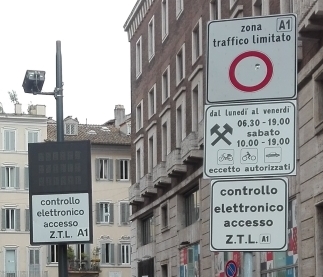 zona A1
traffico limitato
dal lunedì al venerdì
06,30 - 19.00
sabato
10.00 - 19.00
eccetto autorizzati
controllo
elettronico
accesso
Z.T.L. A1
controllo
elettronico
accesso
Z.T.L. A1